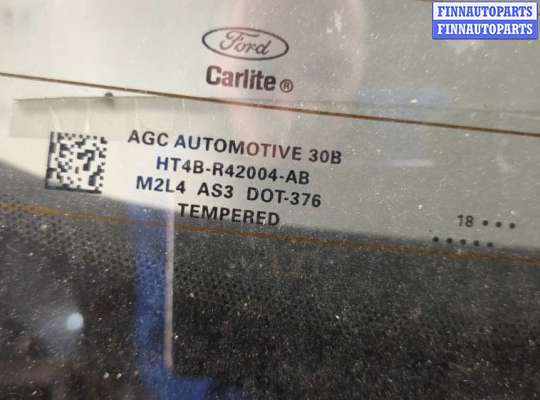 FINNAUTOPARTS
FINNAUTOPARTS
Ford
Carlite®
AGC AUTOMOTIVE 30B
HT4B-R42004-AB
M2L4 AS3 DOT-376
TEMPERED
18 • • •
• • • • •